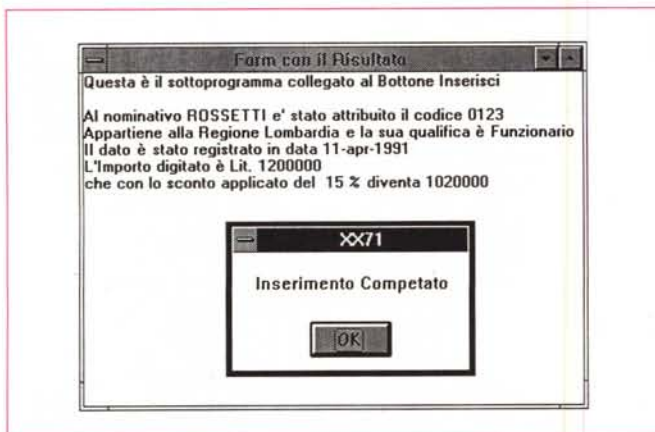 Form con il Risultato
Questa è il sottoprogramma collegato al Bottone Inserisci
Al nominativo ROSSETTI e' stato attribuito il codice 0123
Appartiene alla Regione Lombardia e la sua qualifica è Funzionario
Il dato è stato registrato in data 11-apr-1991
L'Importo digitato è Lit. 1200000
che con lo sconto applicato del 15 % diventa 1020000
XX71
Inserimento Competato
OK